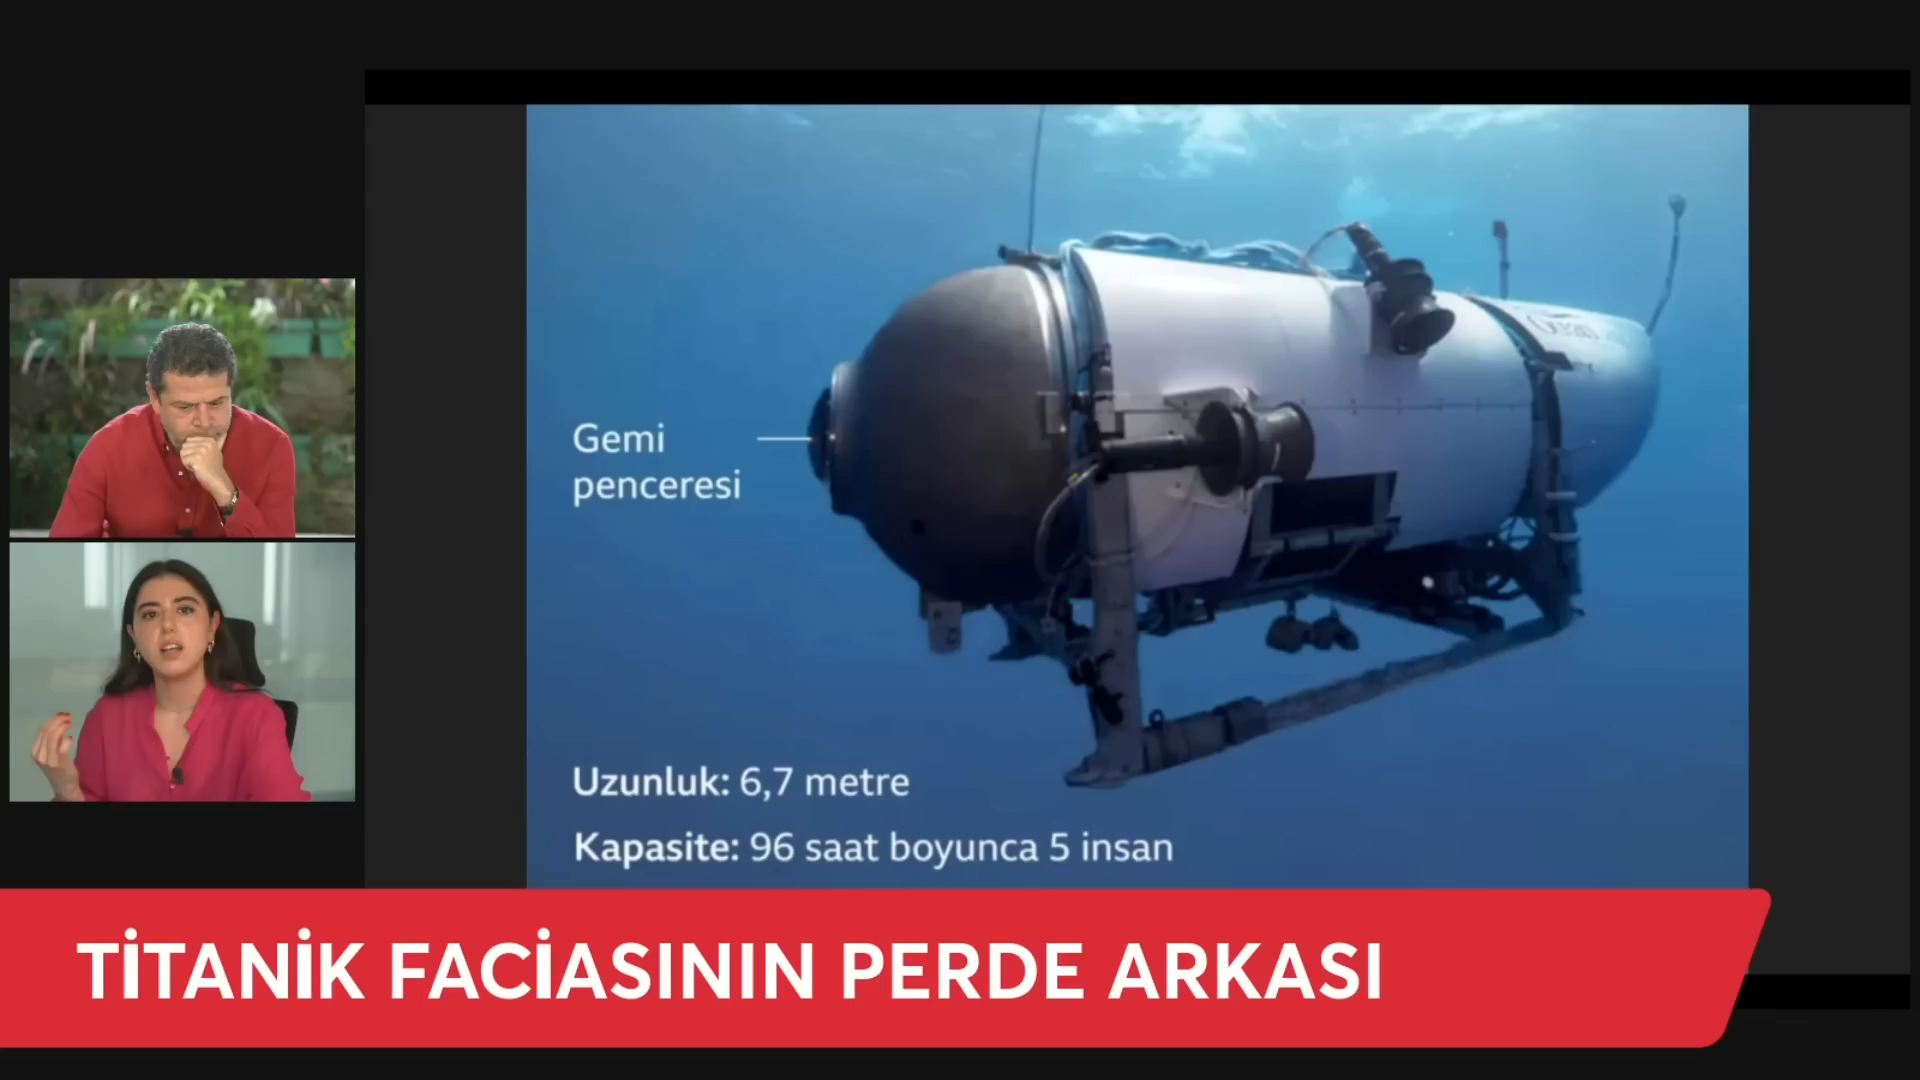 Gemi
penceresi
Uzunluk: 6,7 metre
Kapasite: 96 saat boyunca 5 insan
TİTANİK FACİASININ PERDE ARKASI